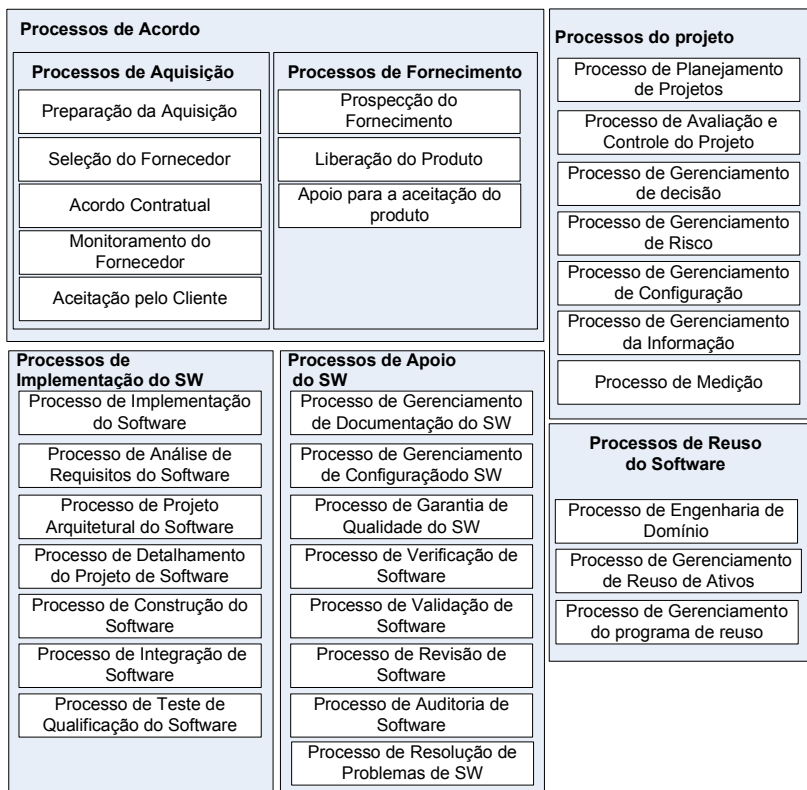 Processos de Acordo
Processos de Aquisição
Preparação da Aquisição
Seleção do Fornecedor
Acordo Contratual
Monitoramento do
Fornecedor
Aceitação pelo Cliente
Processos de Fornecimento
Prospecção do
Fornecimento
Liberação do Produto
Apoio para a aceitação do
produto
Processos do projeto
Processo de Planejamento
de Projetos
Processo de Avaliação e
Controle do Projeto
Processo de Gerenciamento
de decisão
Processo de Gerenciamento
de Risco
Processo de Gerenciamento
de Configuração
Processo de Gerenciamento
da Informação
Processo de Medição
Processos de
Implementação do SW
Processo de Implementação
do Software
Processo de Análise de
Requisitos do Software
Processo de Projeto
Arquitetural do Software
Processo de Detalhamento
do Projeto de Software
Processo de Construção do
Software
Processo de Integração de
Software
Processo de Teste de
Qualificação do Software
Processos de Apoio
do SW
Processo de Gerenciamento
de Documentação do SW
Processo de Gerenciamento
de Configuraçãodo SW
Processo de Garantia de
Qualidade do SW
Processo de Verificação de
Software
Processo de Validação de
Software
Processo de Revisão de
Software
Processo de Auditoria de
Software
Processo de Resolução de
Problemas de SW
Processos de Reuso
do Software
Processo de Engenharia de
Domínio
Processo de Gerenciamento
de Reuso de Ativos
Processo de Gerenciamento
do programa de reuso